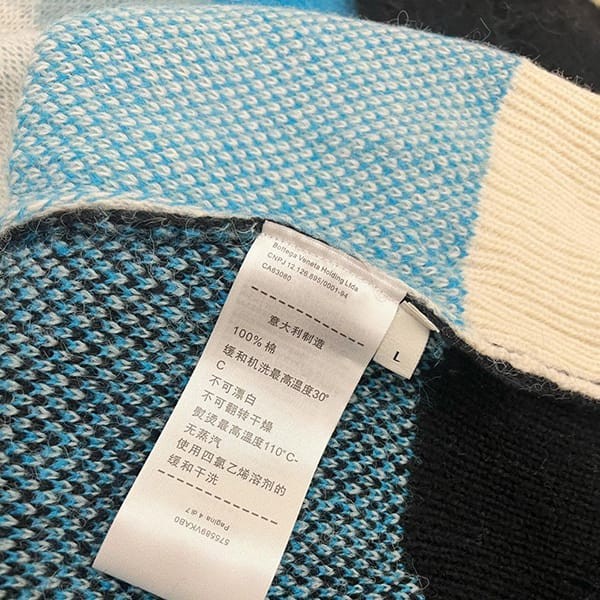 Bottega Veneta Holding Ltda
CNPJ 12.126.895/0001-94
CA63080
意大利制造
100% 棉
缓和机洗最高温度30°
C
不可漂白
不可翻转干燥
熨烫最高温度110°C-
无蒸汽
使用四氯乙烯溶剂的
缓和干洗
Pagina 4 di 7
575589VKAB0
L